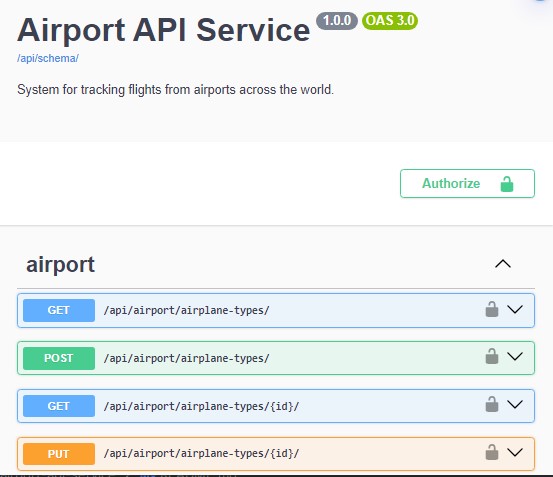 Airport API Service 1.0.0 OAS 3.0
/api/schema/
System for tracking flights from airports across the world.
Authorize
airport
GET /api/airport/airplane-types/
POST /api/airport/airplane-types/
GET /api/airport/airplane-types/{id}/
PUT /api/airport/airplane-types/{id}/